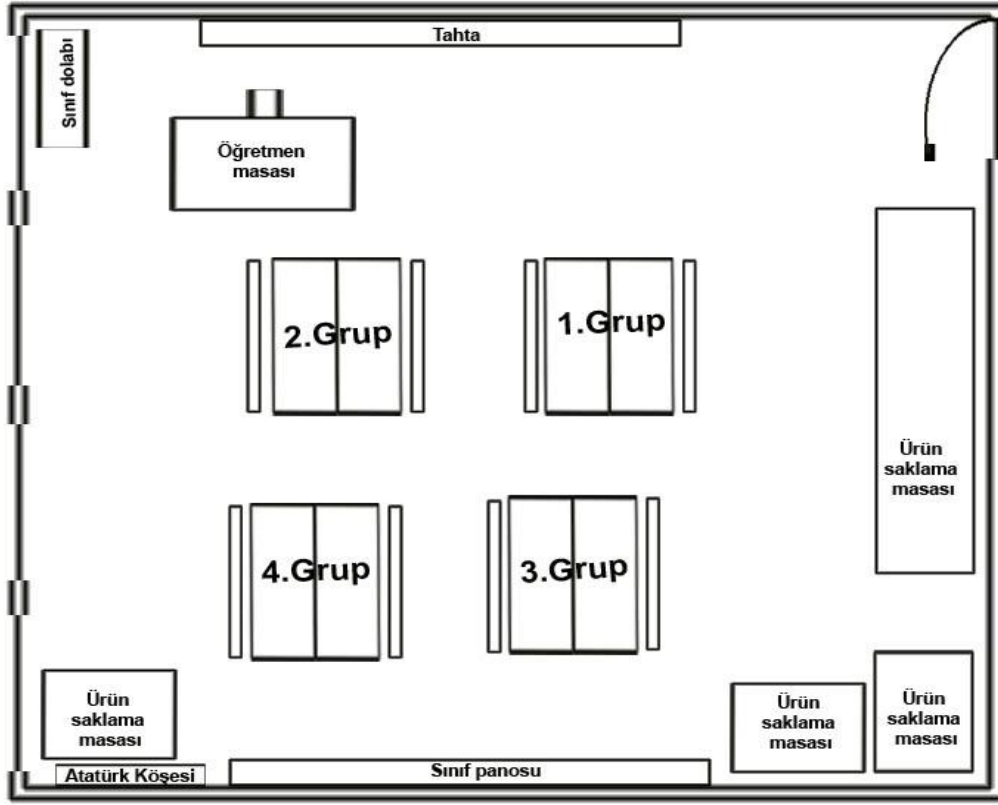 Tahta
Sınıf dolabı
Öğretmen
masası
2.Grup
1.Grup
Ürün
saklama
masası
4.Grup
3.Grup
Ürün
saklama
masası
Ürün
saklama
masası
Ürün
saklama
masası
Atatürk Köşesi
Sınıf panosu